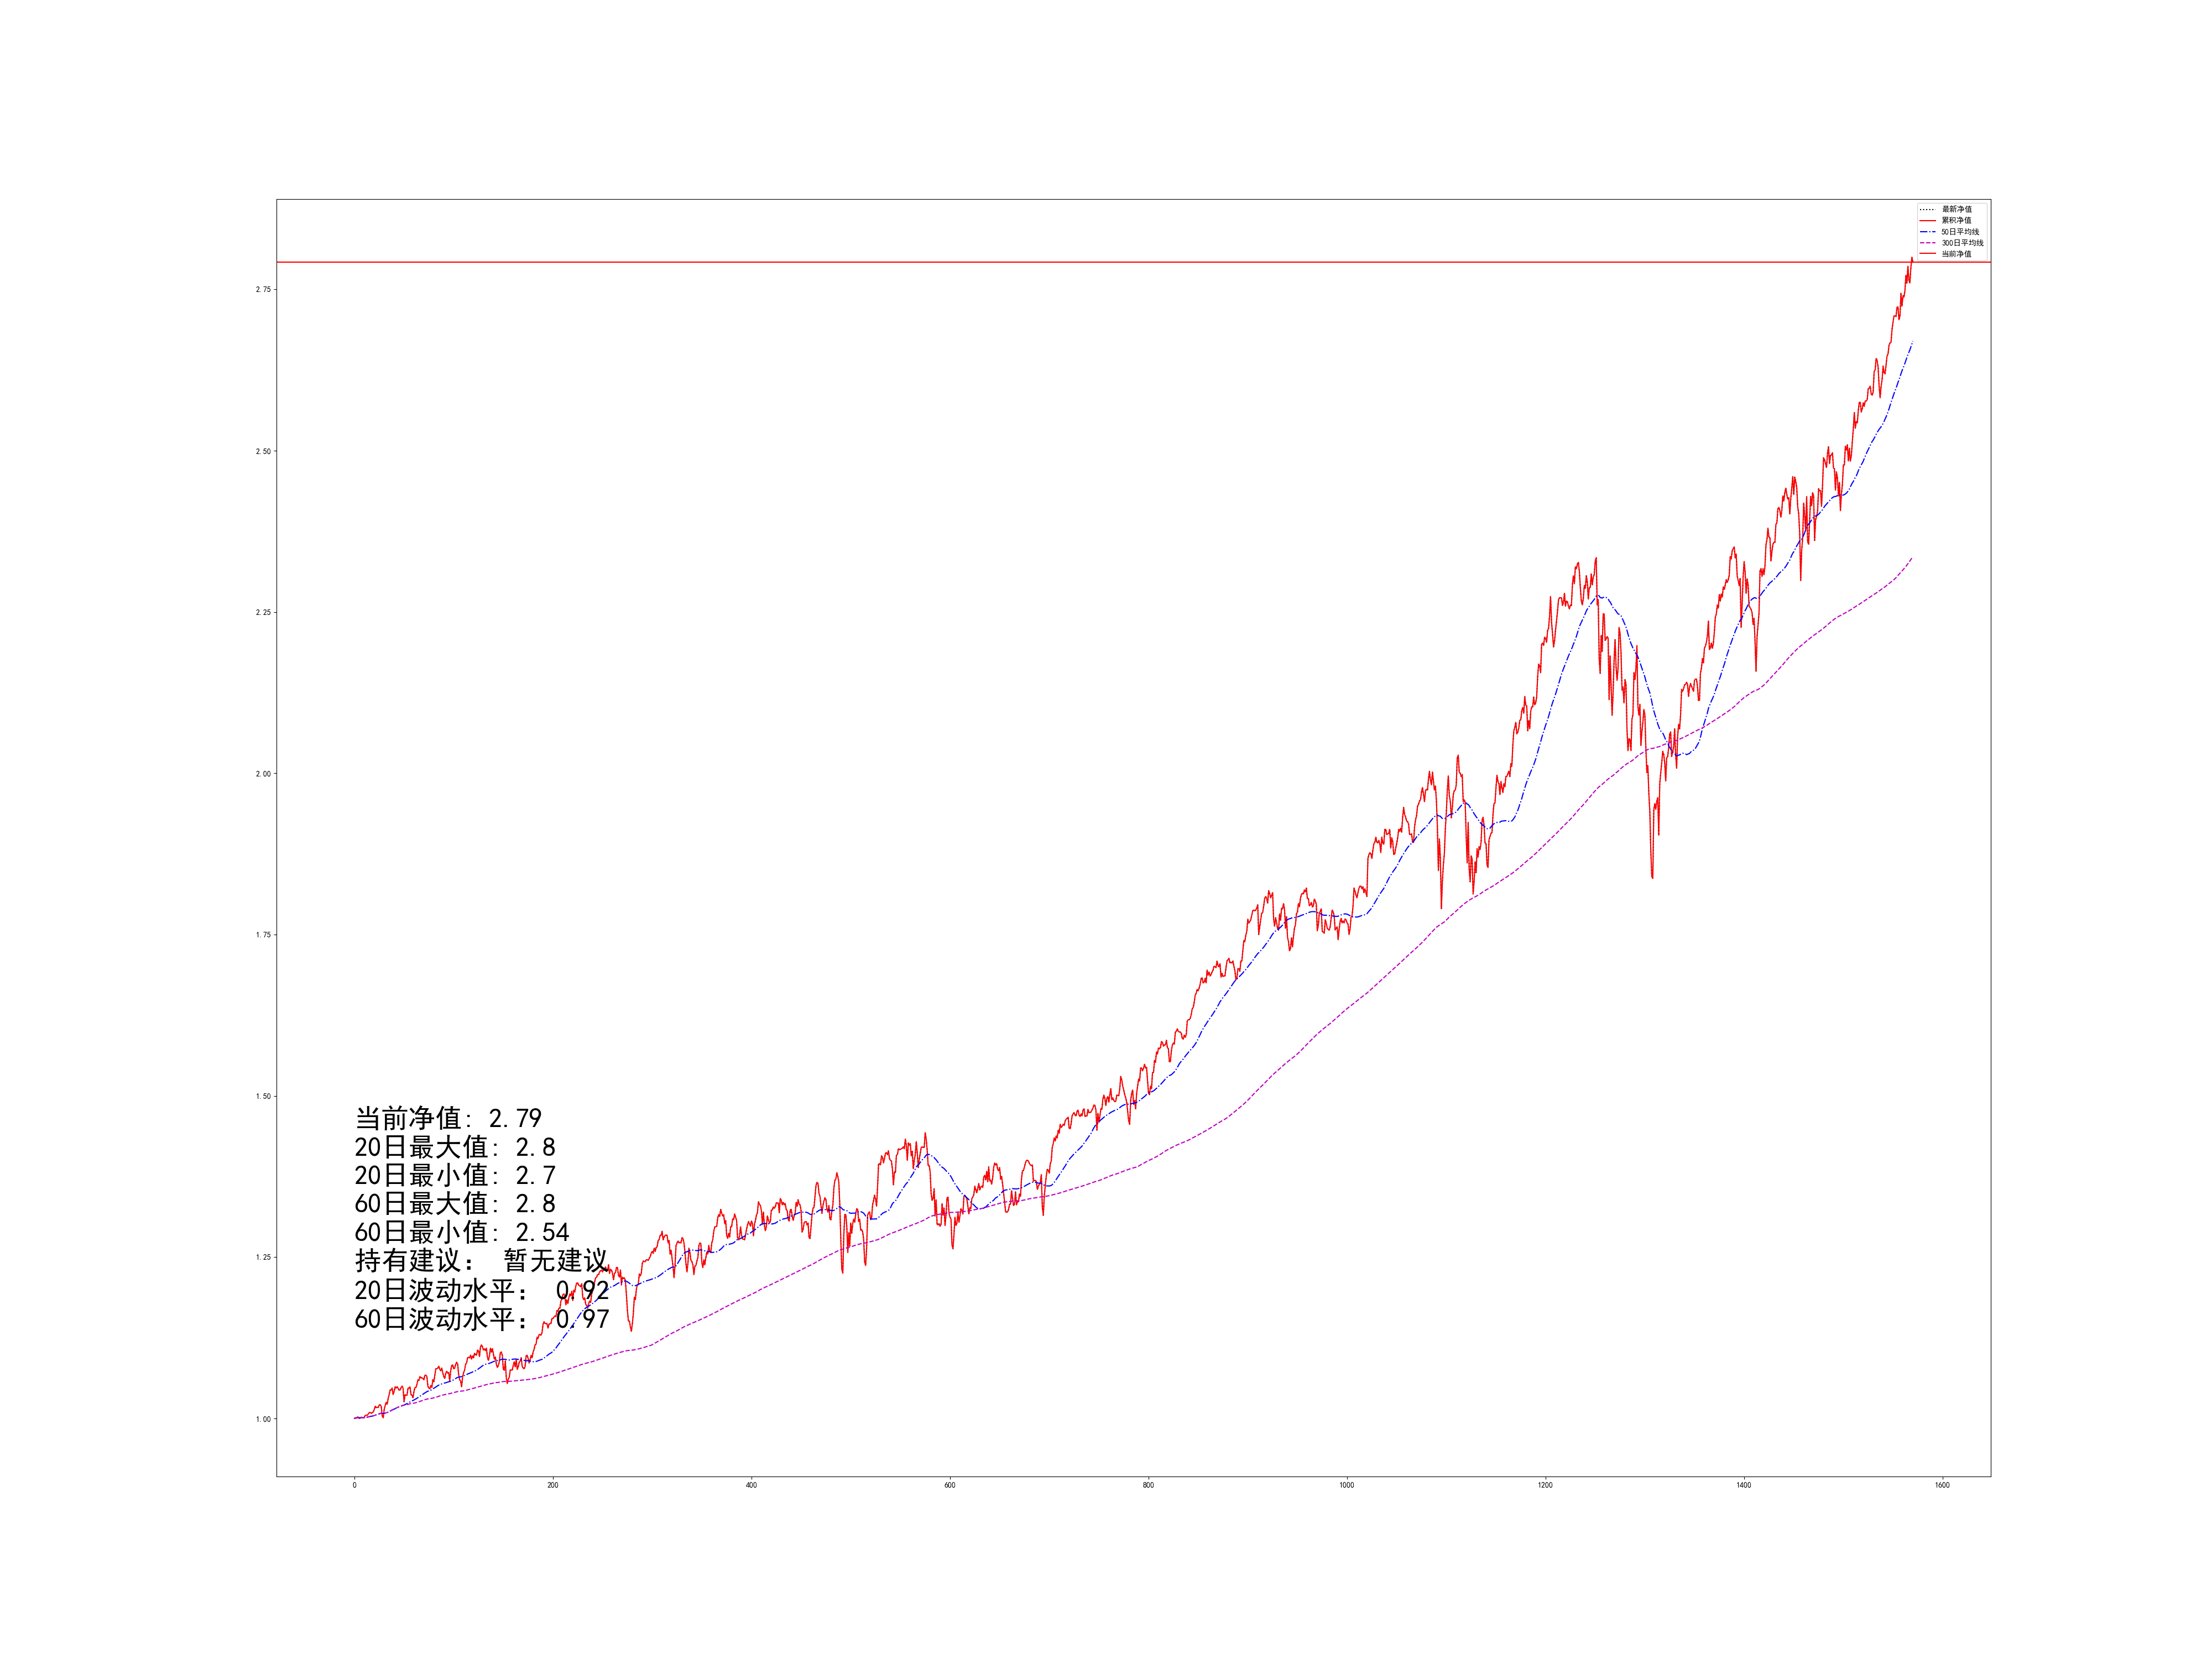 最新净值
累积净值
50日平均线
300日平均线
当前净值
2.75
2.50
2.25
2.00
1.75
1.50
1.25
1.00
当前净值: 2.79
20日最大值: 2.8
20日最小值: 2.7
60日最大值: 2.8
60日最小值: 2.54
持有建议： 暂无建议
20日波动水平： 0.92
60日波动水平： 0.97
0 200 400 600 800 1000 1200 1400 1600